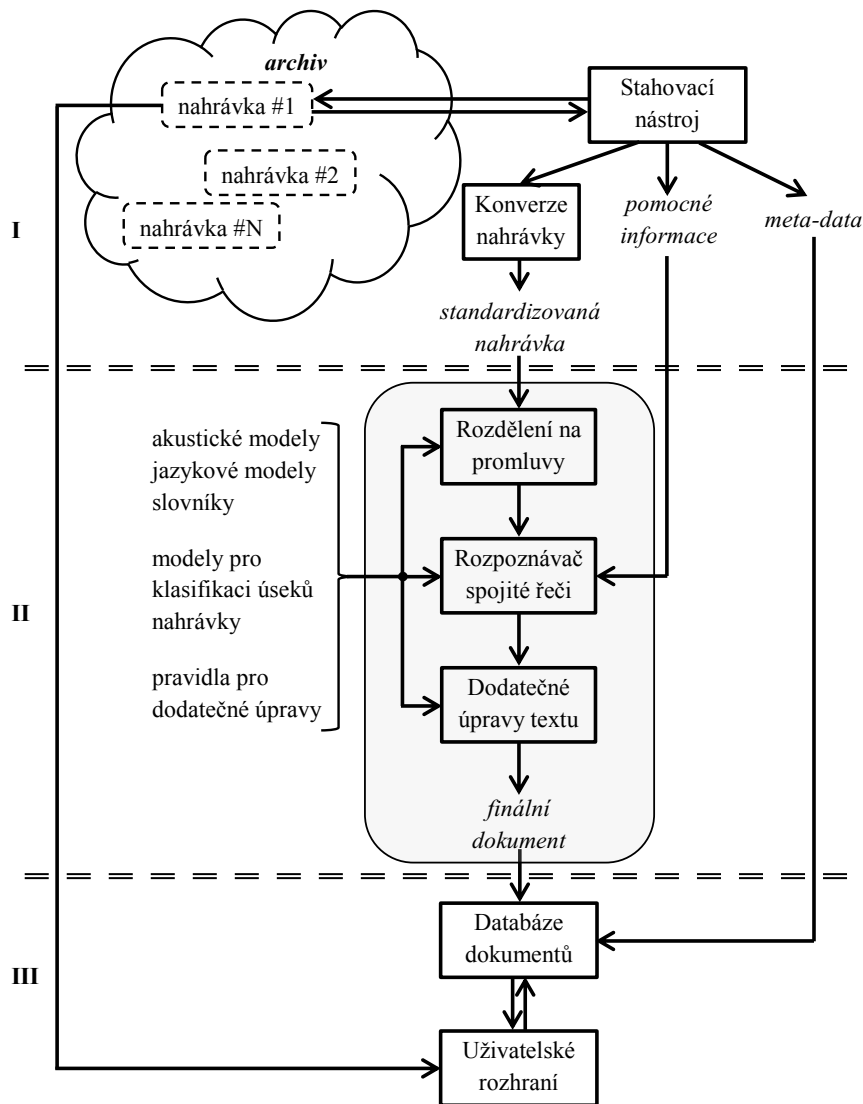 archiv
nahrávka #1
nahrávka #2
nahrávka #N
Stahovací
nástroj
I
Konverze
nahrávky
pomocné
informace
meta-data
standardizovaná
nahrávka
akustické modely
jazykové modely
slovníky
modely pro
klasifikaci úseků
nahrávky
pravidla pro
dodatečné úpravy
II
Rozdělení na
promluvy
Rozpoznávač
spojité řeči
Dodatečné
úpravy textu
finální
dokument
III
Databáze
dokumentů
Uživatelské
rozhraní